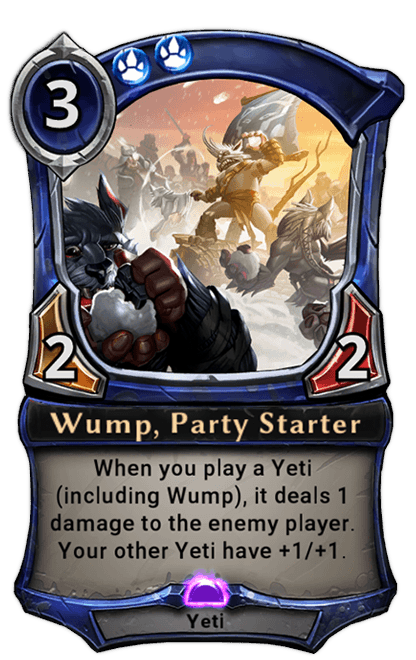 3
2
2
Wump, Party Starter
When you play a Yeti
(including Wump), it deals 1
damage to the enemy player.
Your other Yeti have +1/+1.
Yeti